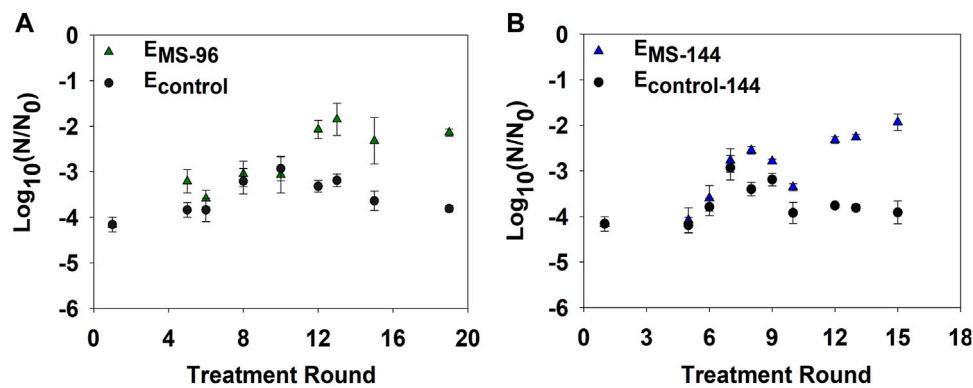 A
E_MS-96
E_control
Log10(N/N0)
0
-1
-2
-3
-4
-5
-6
0 4 8 12 16 20
Treatment Round
B
E_MS-144
E_control-144
Log10(N/N0)
0
-1
-2
-3
-4
-5
-6
0 3 6 9 12 15 18
Treatment Round